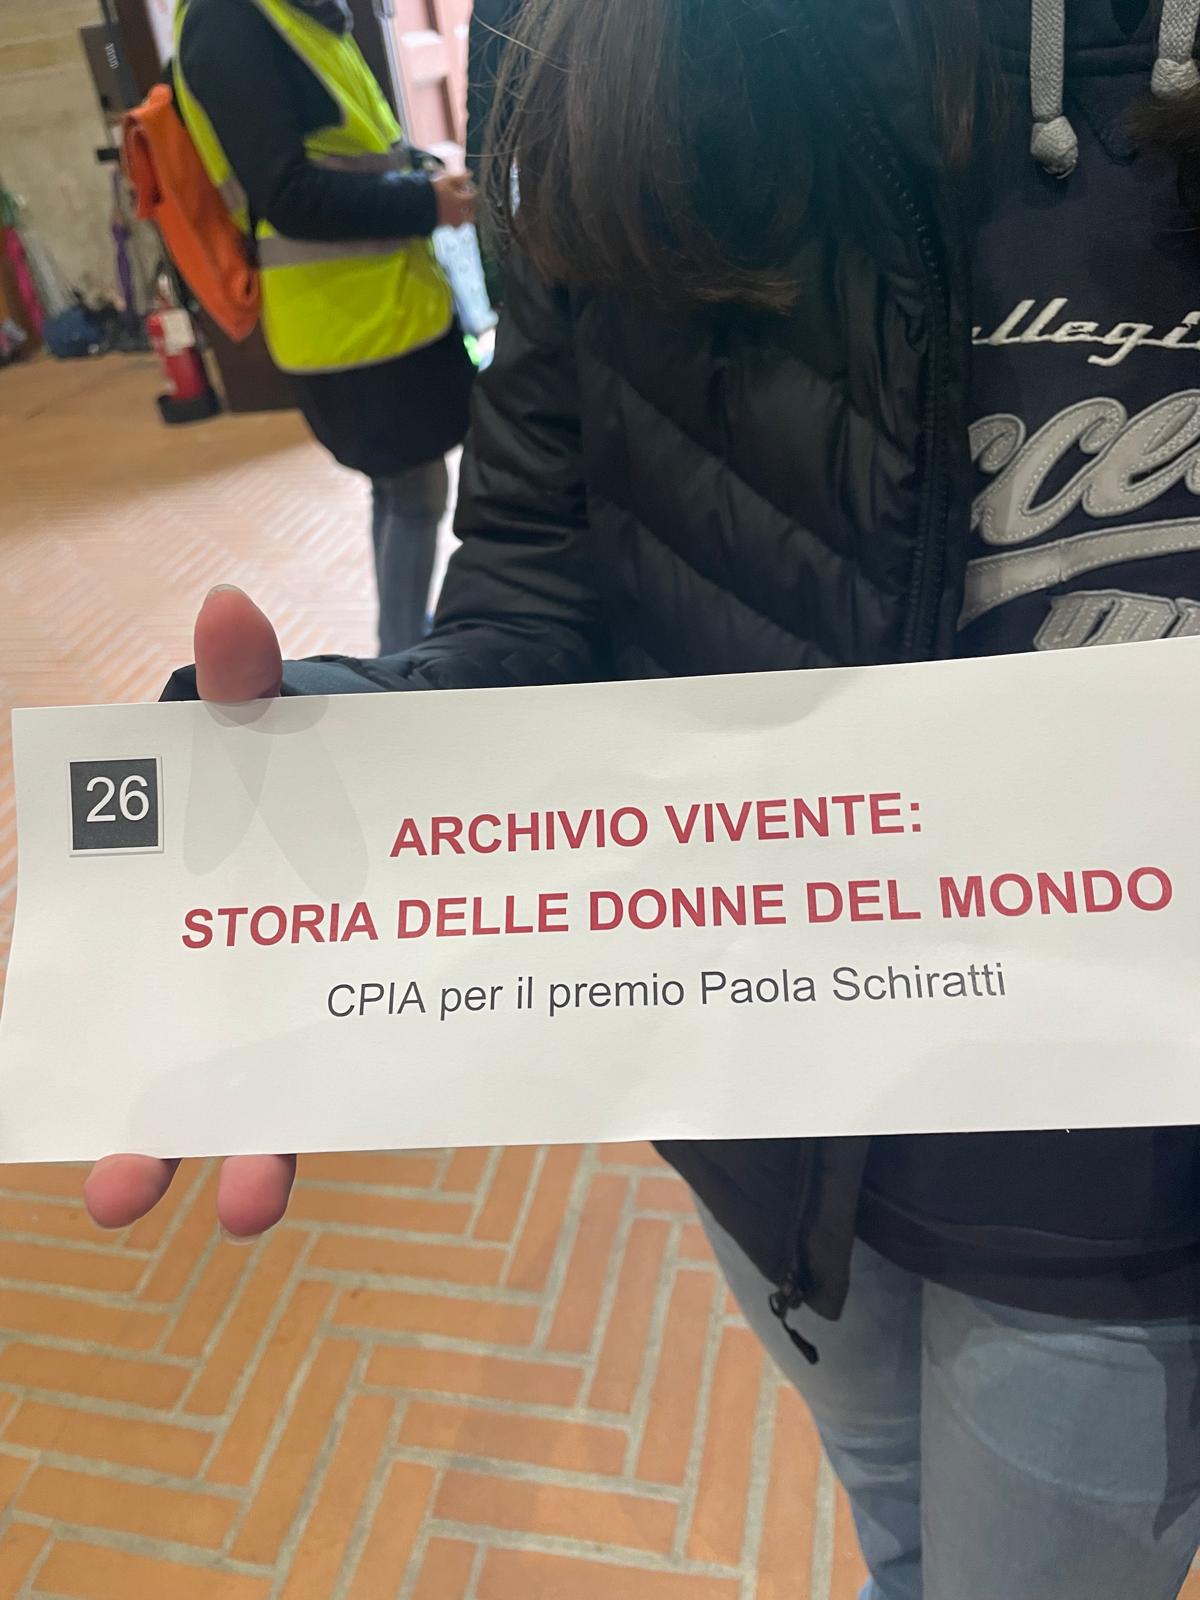 26
ARCHIVIO VIVENTE:
STORIA DELLE DONNE DEL MONDO
CPIA per il premio Paola Schiratti